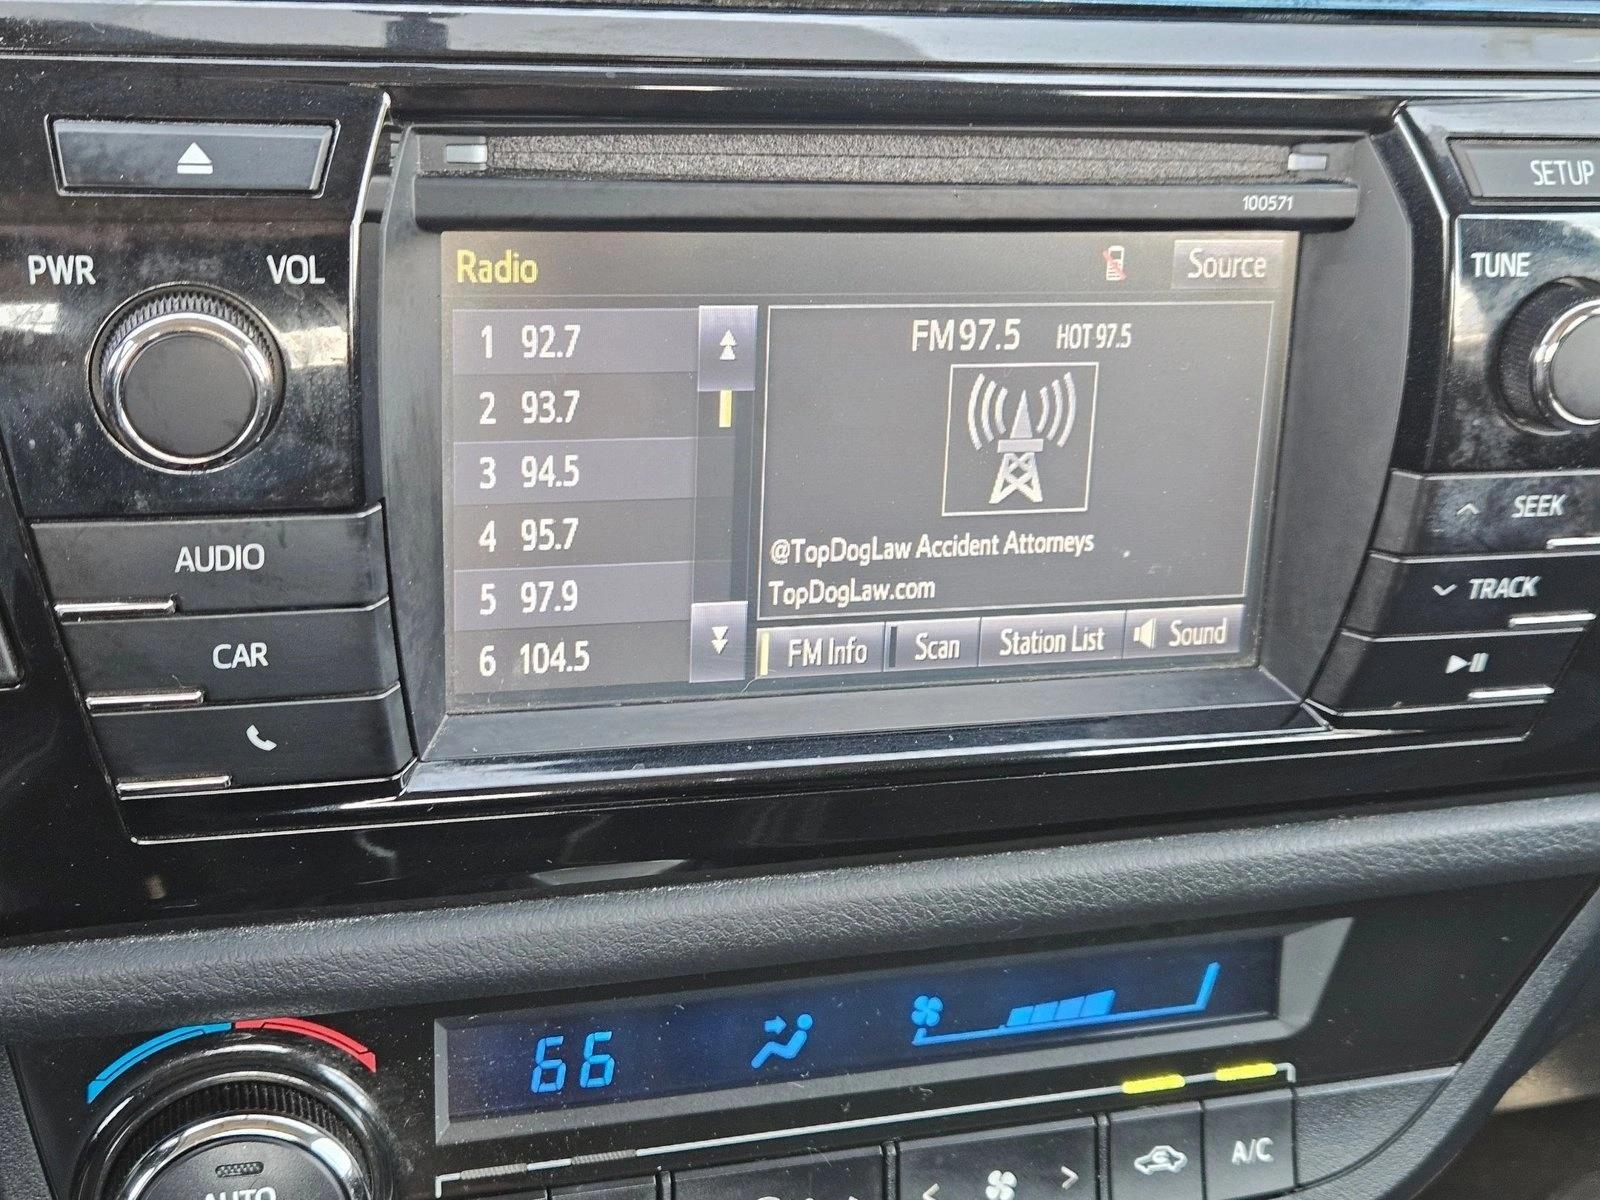 SETUP
100571
PWR VOL
Radio
Source
TUNE
1 92.7
2 93.7
3 94.5
4 95.7
5 97.9
6 104.5
FM 97.5 HOT 97.5
@TopDogLaw Accident Attorneys
TopDogLaw.com
FM Info Scan Station List Sound
AUDIO
CAR
SEEK
TRACK
66
A/C
AUTO